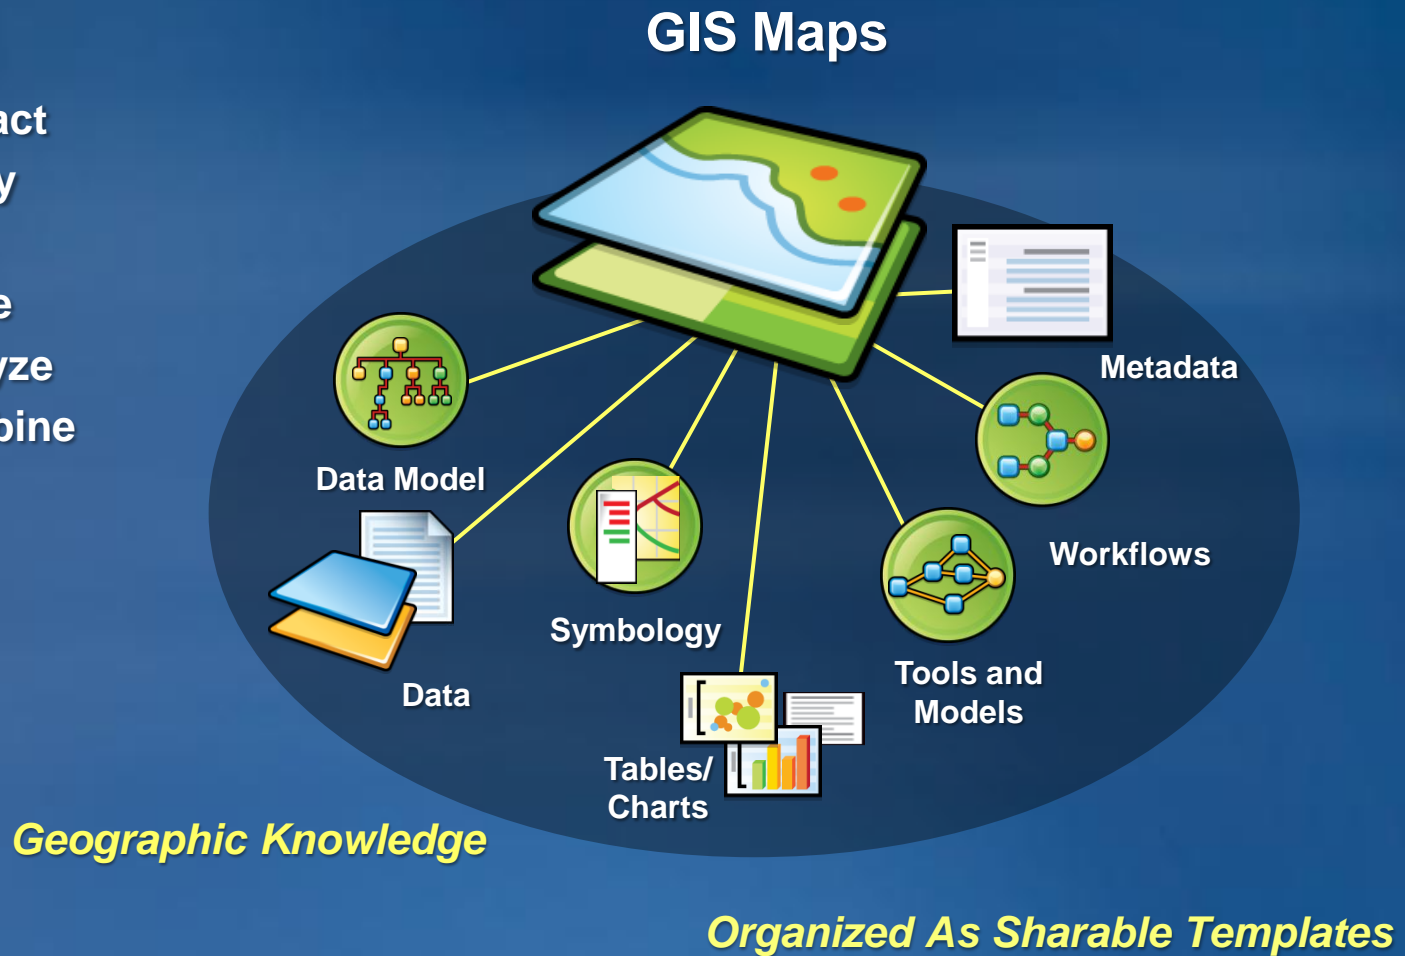 GIS Maps
act
y
e
yze
bine
Metadata
Data Model
Workflows
Symbology
Tools and
Models
Data
Tables/
Charts
Geographic Knowledge
Organized As Sharable Templates